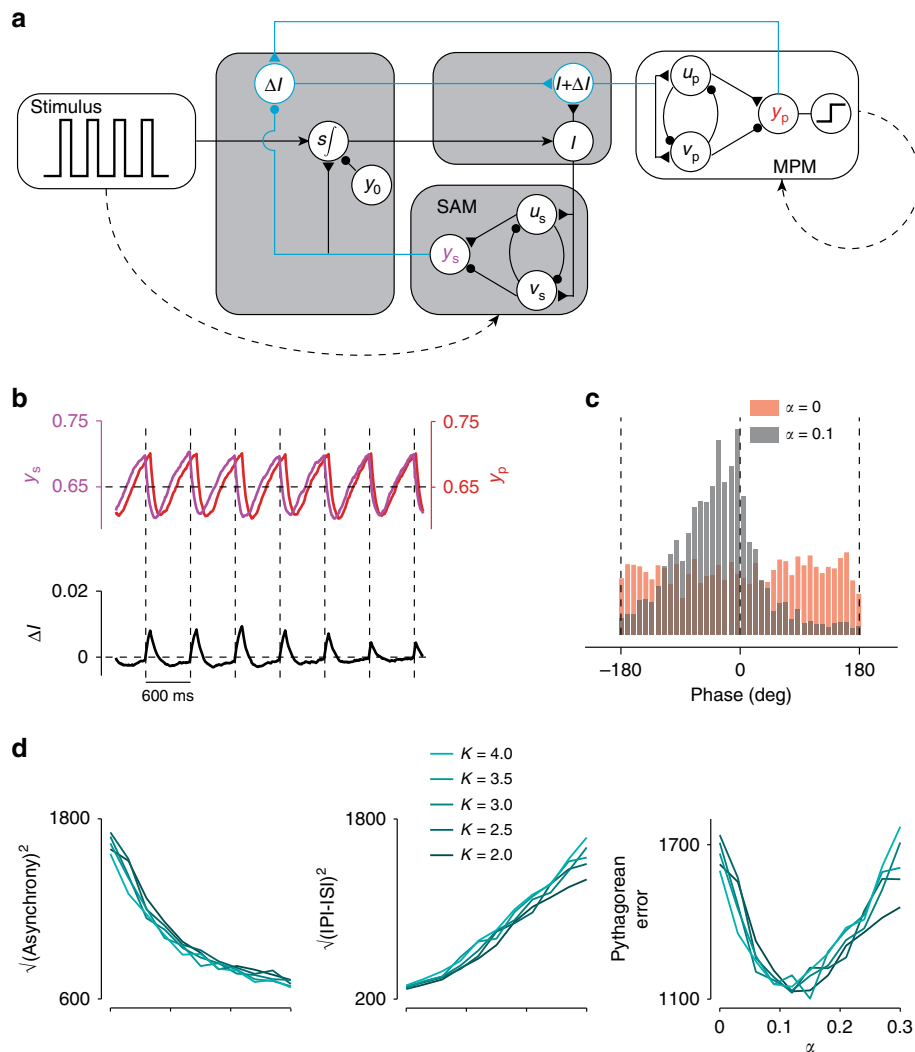 a
Stimulus
ΔI
I+ΔI
s∫
I
y0
SAM
ys
us
vs
up
vp
yp
MPM
b
0.75
0.75
ys
0.65
0.65
yp
0.02
ΔI
0
600 ms
c
α = 0
α = 0.1
−180
0
180
Phase (deg)
d
K = 4.0
K = 3.5
K = 3.0
K = 2.5
K = 2.0
1800
√(Asynchrony)²
600
1800
√(IPI-ISI)²
200
1700
Pythagorean
error
1100
0
0.1
0.2
0.3
α